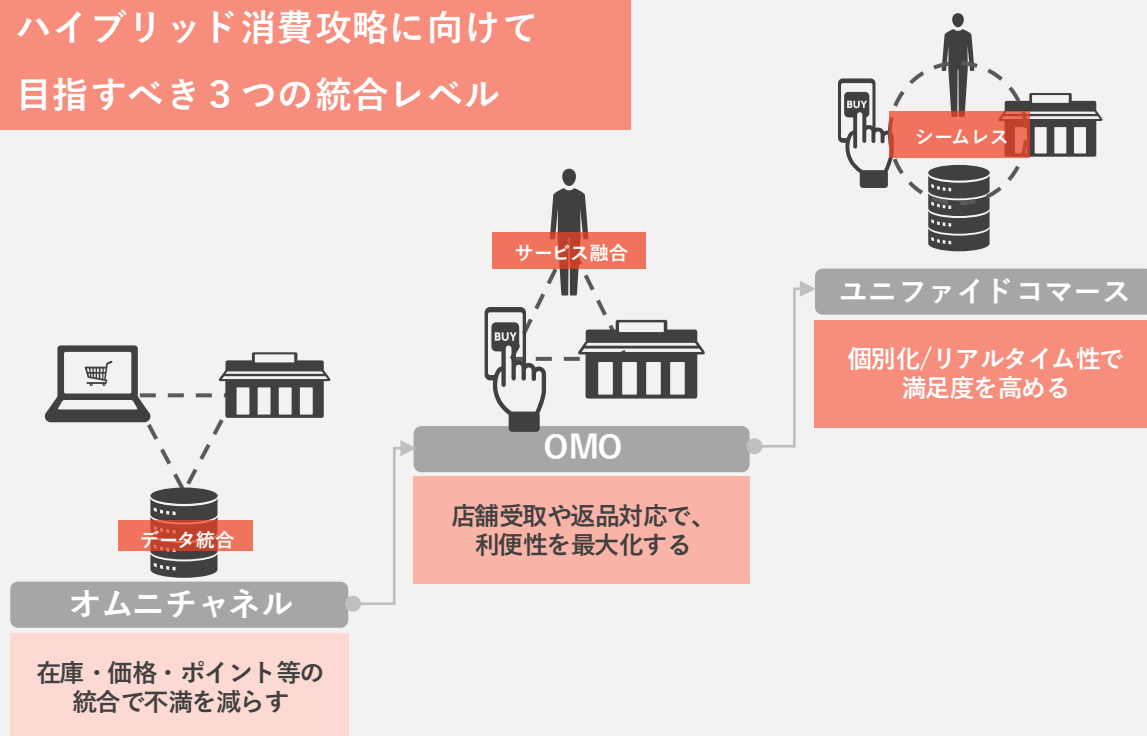 ハイブリッド消費攻略に向けて
目指すべき３つの統合レベル
データ統合
オムニチャネル
在庫・価格・ポイント等の
統合で不満を減らす
サービス融合
BUY
OMO
店舗受取や返品対応で、
利便性を最大化する
BUY
シームレス
ユニファイドコマース
個別化/リアルタイム性で
満足度を高める